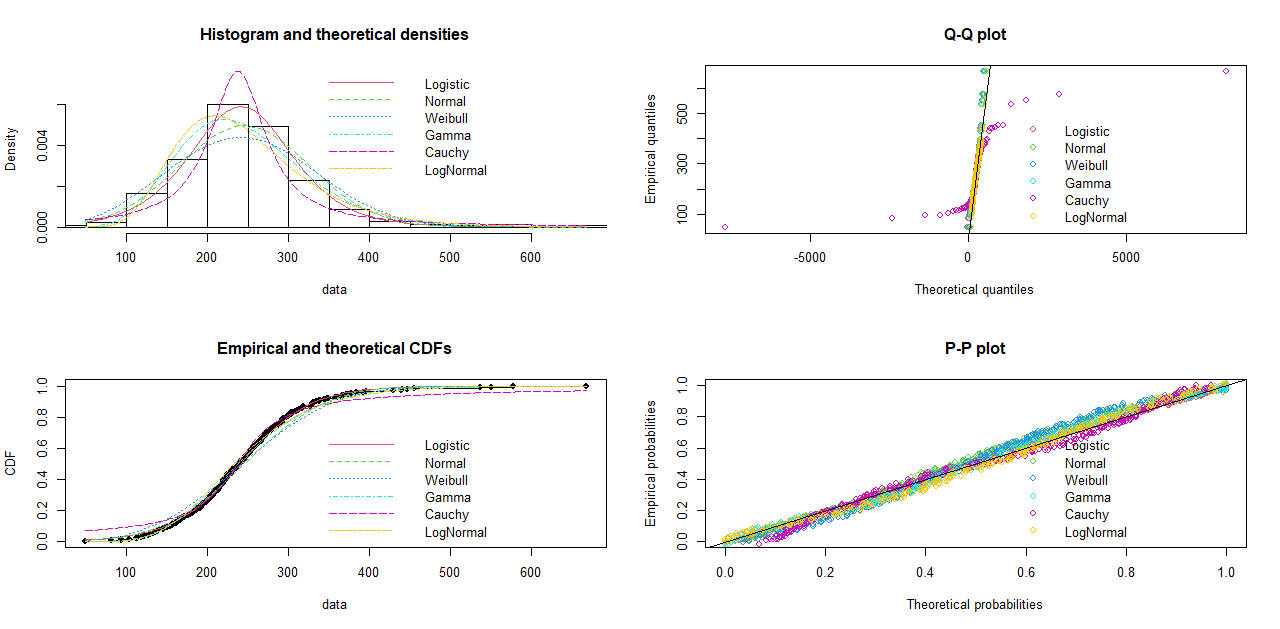 Histogram and theoretical densities
Density
0.000
0.004
Logistic
Normal
Weibull
Gamma
Cauchy
LogNormal
100 200 300 400 500 600
data
Q-Q plot
Empirical quantiles
100
300
500
Logistic
Normal
Weibull
Gamma
Cauchy
LogNormal
-5000 0 5000
Theoretical quantiles
Empirical and theoretical CDFs
CDF
0.0
0.2
0.4
0.6
0.8
1.0
Logistic
Normal
Weibull
Gamma
Cauchy
LogNormal
100 200 300 400 500 600
data
P-P plot
Empirical probabilities
0.0
0.2
0.4
0.6
0.8
1.0
Logistic
Normal
Weibull
Gamma
Cauchy
LogNormal
0.0 0.2 0.4 0.6 0.8 1.0
Theoretical probabilities